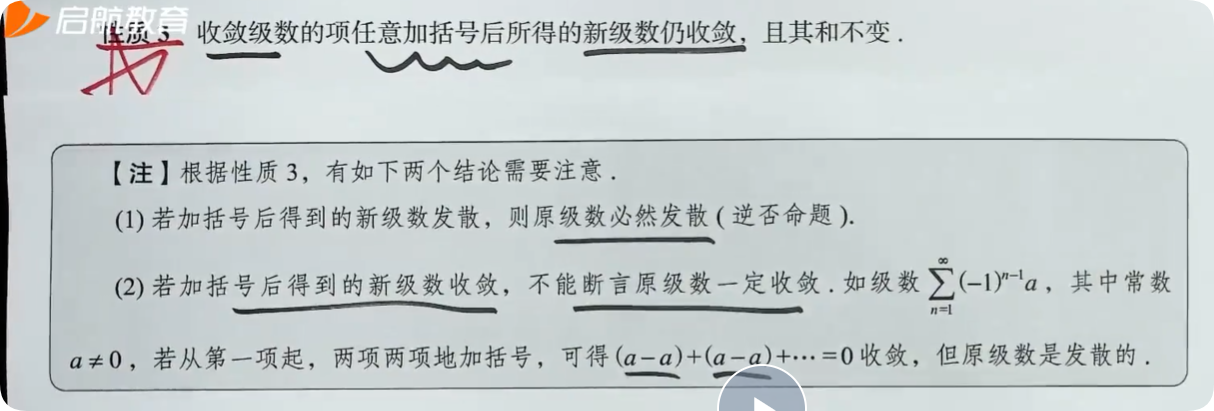 启航教育
性质 3 收敛级数的项任意加括号后所得的新级数仍收敛，且其和不变．
【注】根据性质 3，有如下两个结论需要注意．
(1) 若加括号后得到的新级数发散，则原级数必然发散 ( 逆否命题 ).
(2) 若加括号后得到的新级数收敛，不能断言原级数一定收敛．如级数 $\sum_{n=1}^{\infty}(-1)^{n-1}a$，其中常数
$a \neq 0$，若从第一项起，两项两项地加括号，可得 $(a-a)+(a-a)+\cdots=0$ 收敛，但原级数是发散的．